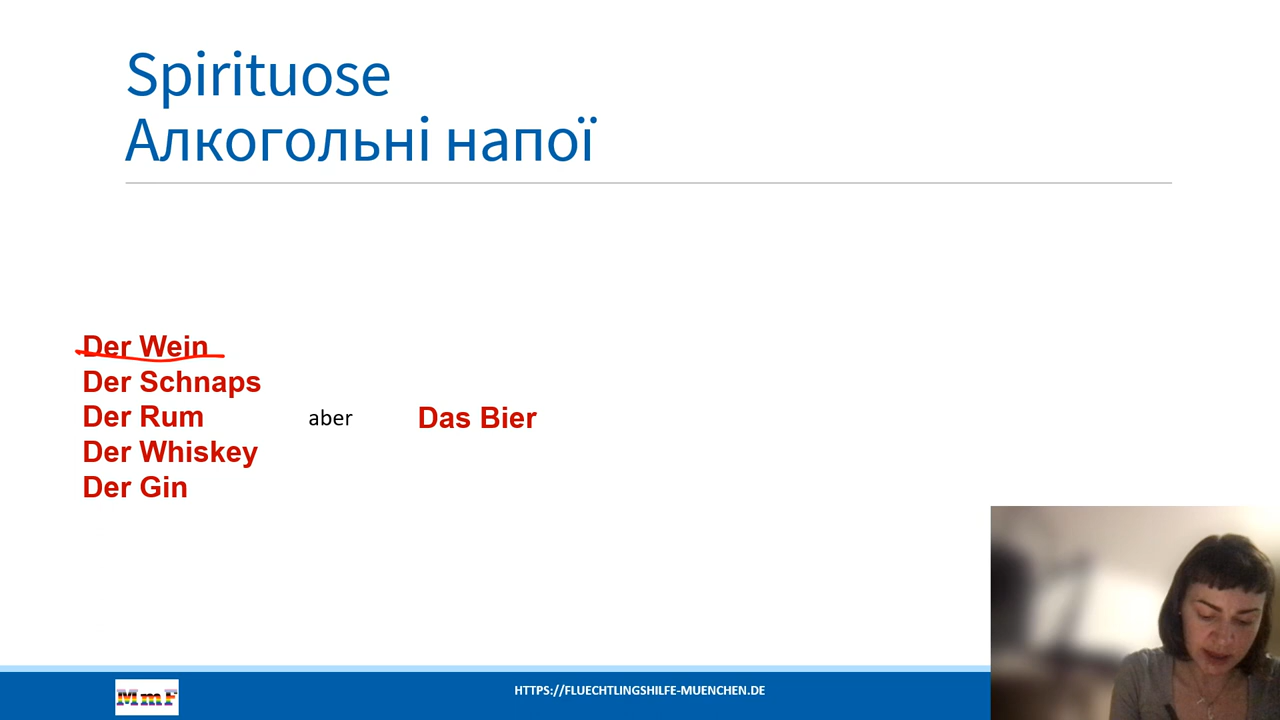 Spirituose
Алкогольні напої
Der Wein
Der Schnaps
Der Rum
aber
Das Bier
Der Whiskey
Der Gin
MmF
HTTPS://FLUECHTLINGSHILFE-MUENCHEN.DE